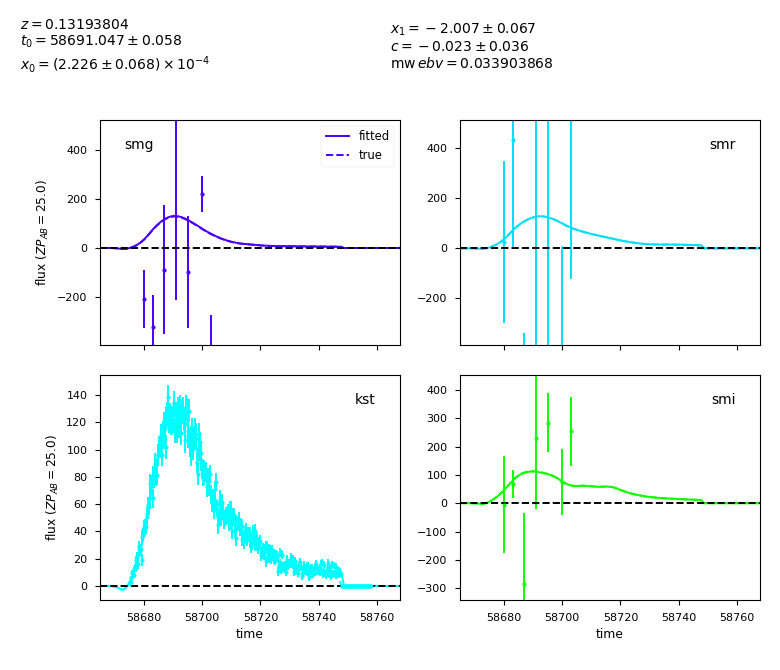 z = 0.13193804
t₀ = 58691.047 ± 0.058
x₀ = (2.226 ± 0.068) × 10⁻⁴
x₁ = −2.007 ± 0.067
c = −0.023 ± 0.036
mw ebv = 0.033903868
smg
fitted
true
400
200
0
−200
flux (ZP_AB = 25.0)
smr
400
200
0
−200
kst
140
120
100
80
60
40
20
0
flux (ZP_AB = 25.0)
58680 58700 58720 58740 58760
time
smi
400
300
200
100
0
−100
−200
−300
58680 58700 58720 58740 58760
time